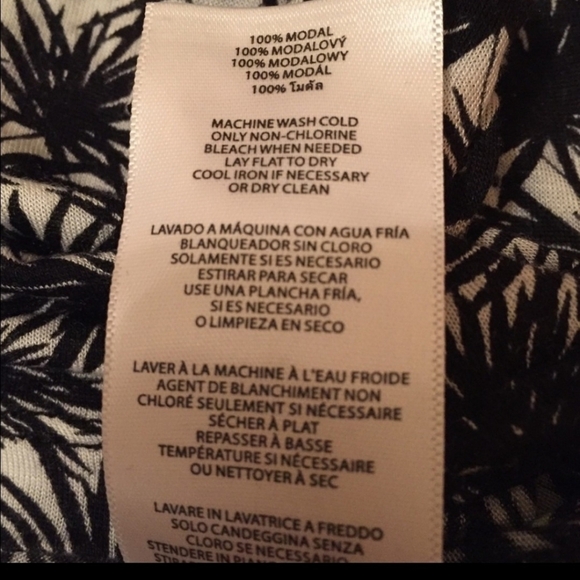 100% MODAL
100% MODALOVÝ
100% MODALOWY
100% MODÁL
100% โมดัล
MACHINE WASH COLD
ONLY NON-CHLORINE
BLEACH WHEN NEEDED
LAY FLAT TO DRY
COOL IRON IF NECESSARY
OR DRY CLEAN
LAVADO A MÁQUINA CON AGUA FRÍA
BLANQUEADOR SIN CLORO
SOLAMENTE SI ES NECESARIO
ESTIRAR PARA SECAR
USE UNA PLANCHA FRÍA,
SI ES NECESARIO
O LIMPIEZA EN SECO
LAVER À LA MACHINE À L'EAU FROIDE
AGENT DE BLANCHIMENT NON
CHLORÉ SEULEMENT SI NÉCESSAIRE
SÉCHER À PLAT
REPASSER À BASSE
TEMPÉRATURE SI NÉCESSAIRE
OU NETTOYER À SEC
LAVARE IN LAVATRICE A FREDDO
SOLO CANDEGGINA SENZA
CLORO SE NECESSARIO
STENDERE IN PIANO